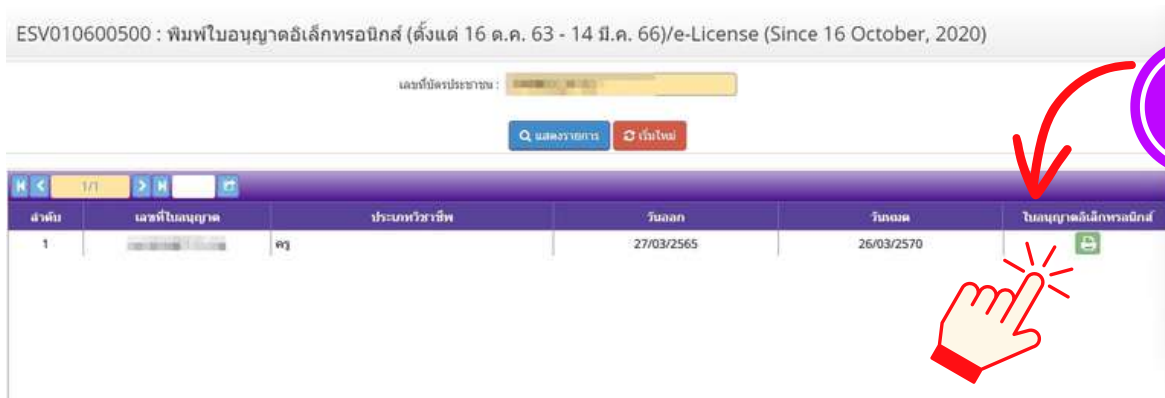 ESV010600500 : พิมพ์ใบอนุญาตอิเล็กทรอนิกส์ (ตั้งแต่ 16 ต.ค. 63 - 14 มี.ค. 66)/e-License (Since 16 October, 2020)
เลขที่บัตรประชาชน :
แสดงรายการ เริ่มใหม่
1/1
ลำดับ เลขที่ใบอนุญาต ประเภทวิชาชีพ วันออก วันหมด ใบอนุญาตอิเล็กทรอนิกส์
1 ครู 27/03/2565 26/03/2570